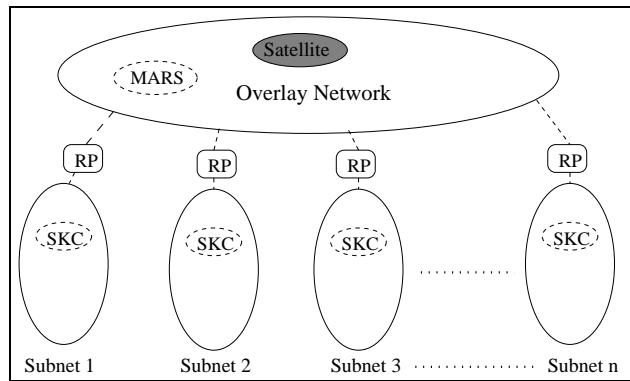 Satellite
MARS
Overlay Network
RP RP RP RP
SKC SKC SKC SKC
Subnet 1 Subnet 2 Subnet 3 Subnet n